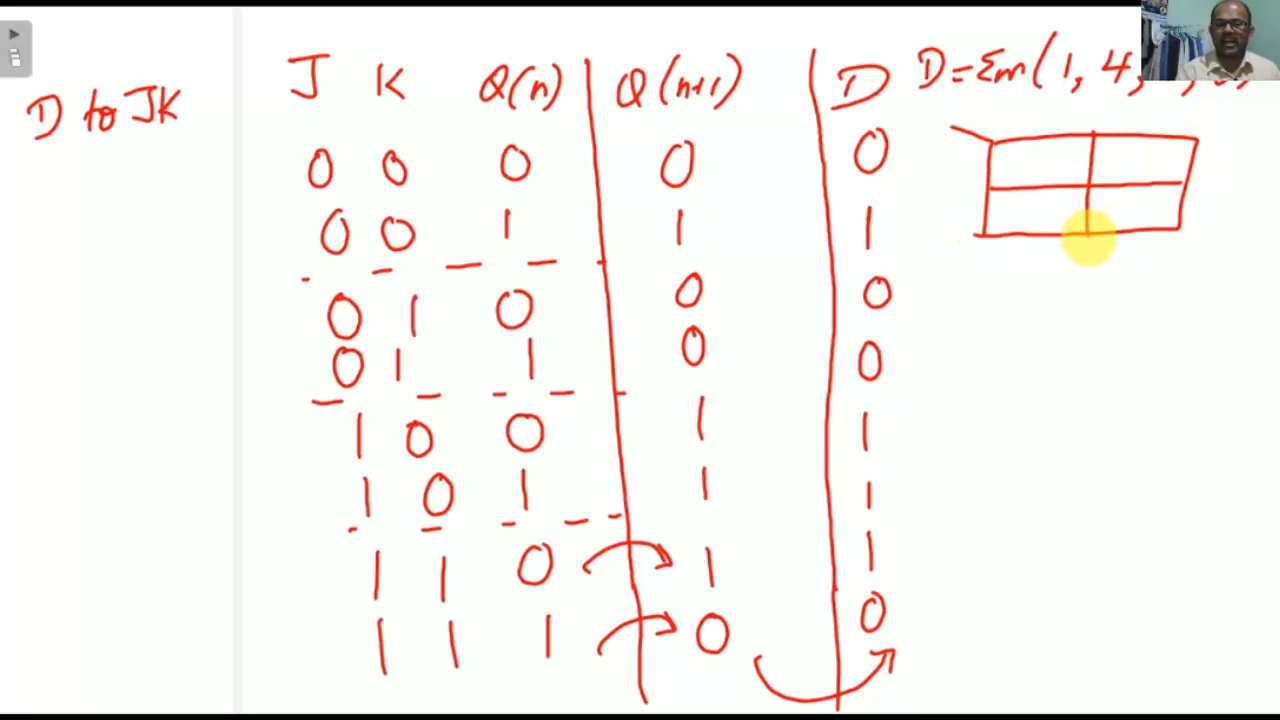 J K Q(n) Q(n+1) D D=Σm(1, 4,
D to JK
0 0 0 0 0
0 0 1 1 1
0 1 0 0 0
0 1 1 0 0
1 0 0 1 1
1 0 1 1 1
1 1 0 1 1
1 1 1 0 0